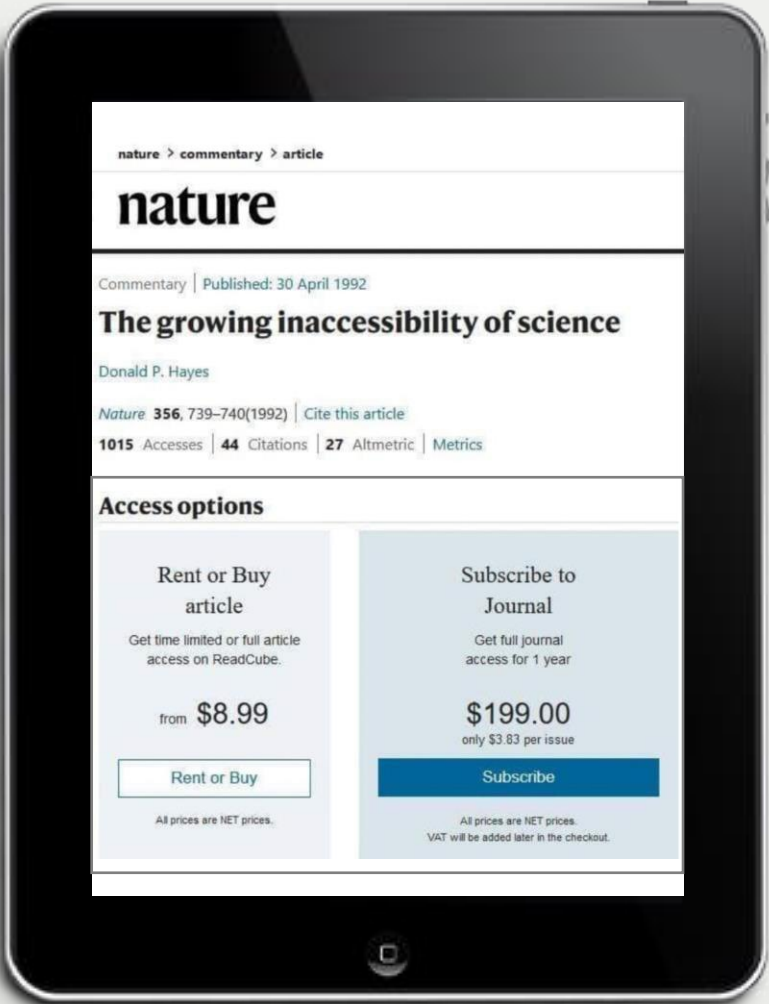 nature > commentary > article
nature
Commentary | Published: 30 April 1992
The growing inaccessibility of science
Donald P. Hayes
Nature 356, 739–740(1992) | Cite this article
1015 Accesses | 44 Citations | 27 Altmetric | Metrics
Access options
Rent or Buy
article
Get time limited or full article
access on ReadCube.
from $8.99
Rent or Buy
All prices are NET prices.
Subscribe to
Journal
Get full journal
access for 1 year
$199.00
only $3.83 per issue
Subscribe
All prices are NET prices.
VAT will be added later in the checkout.